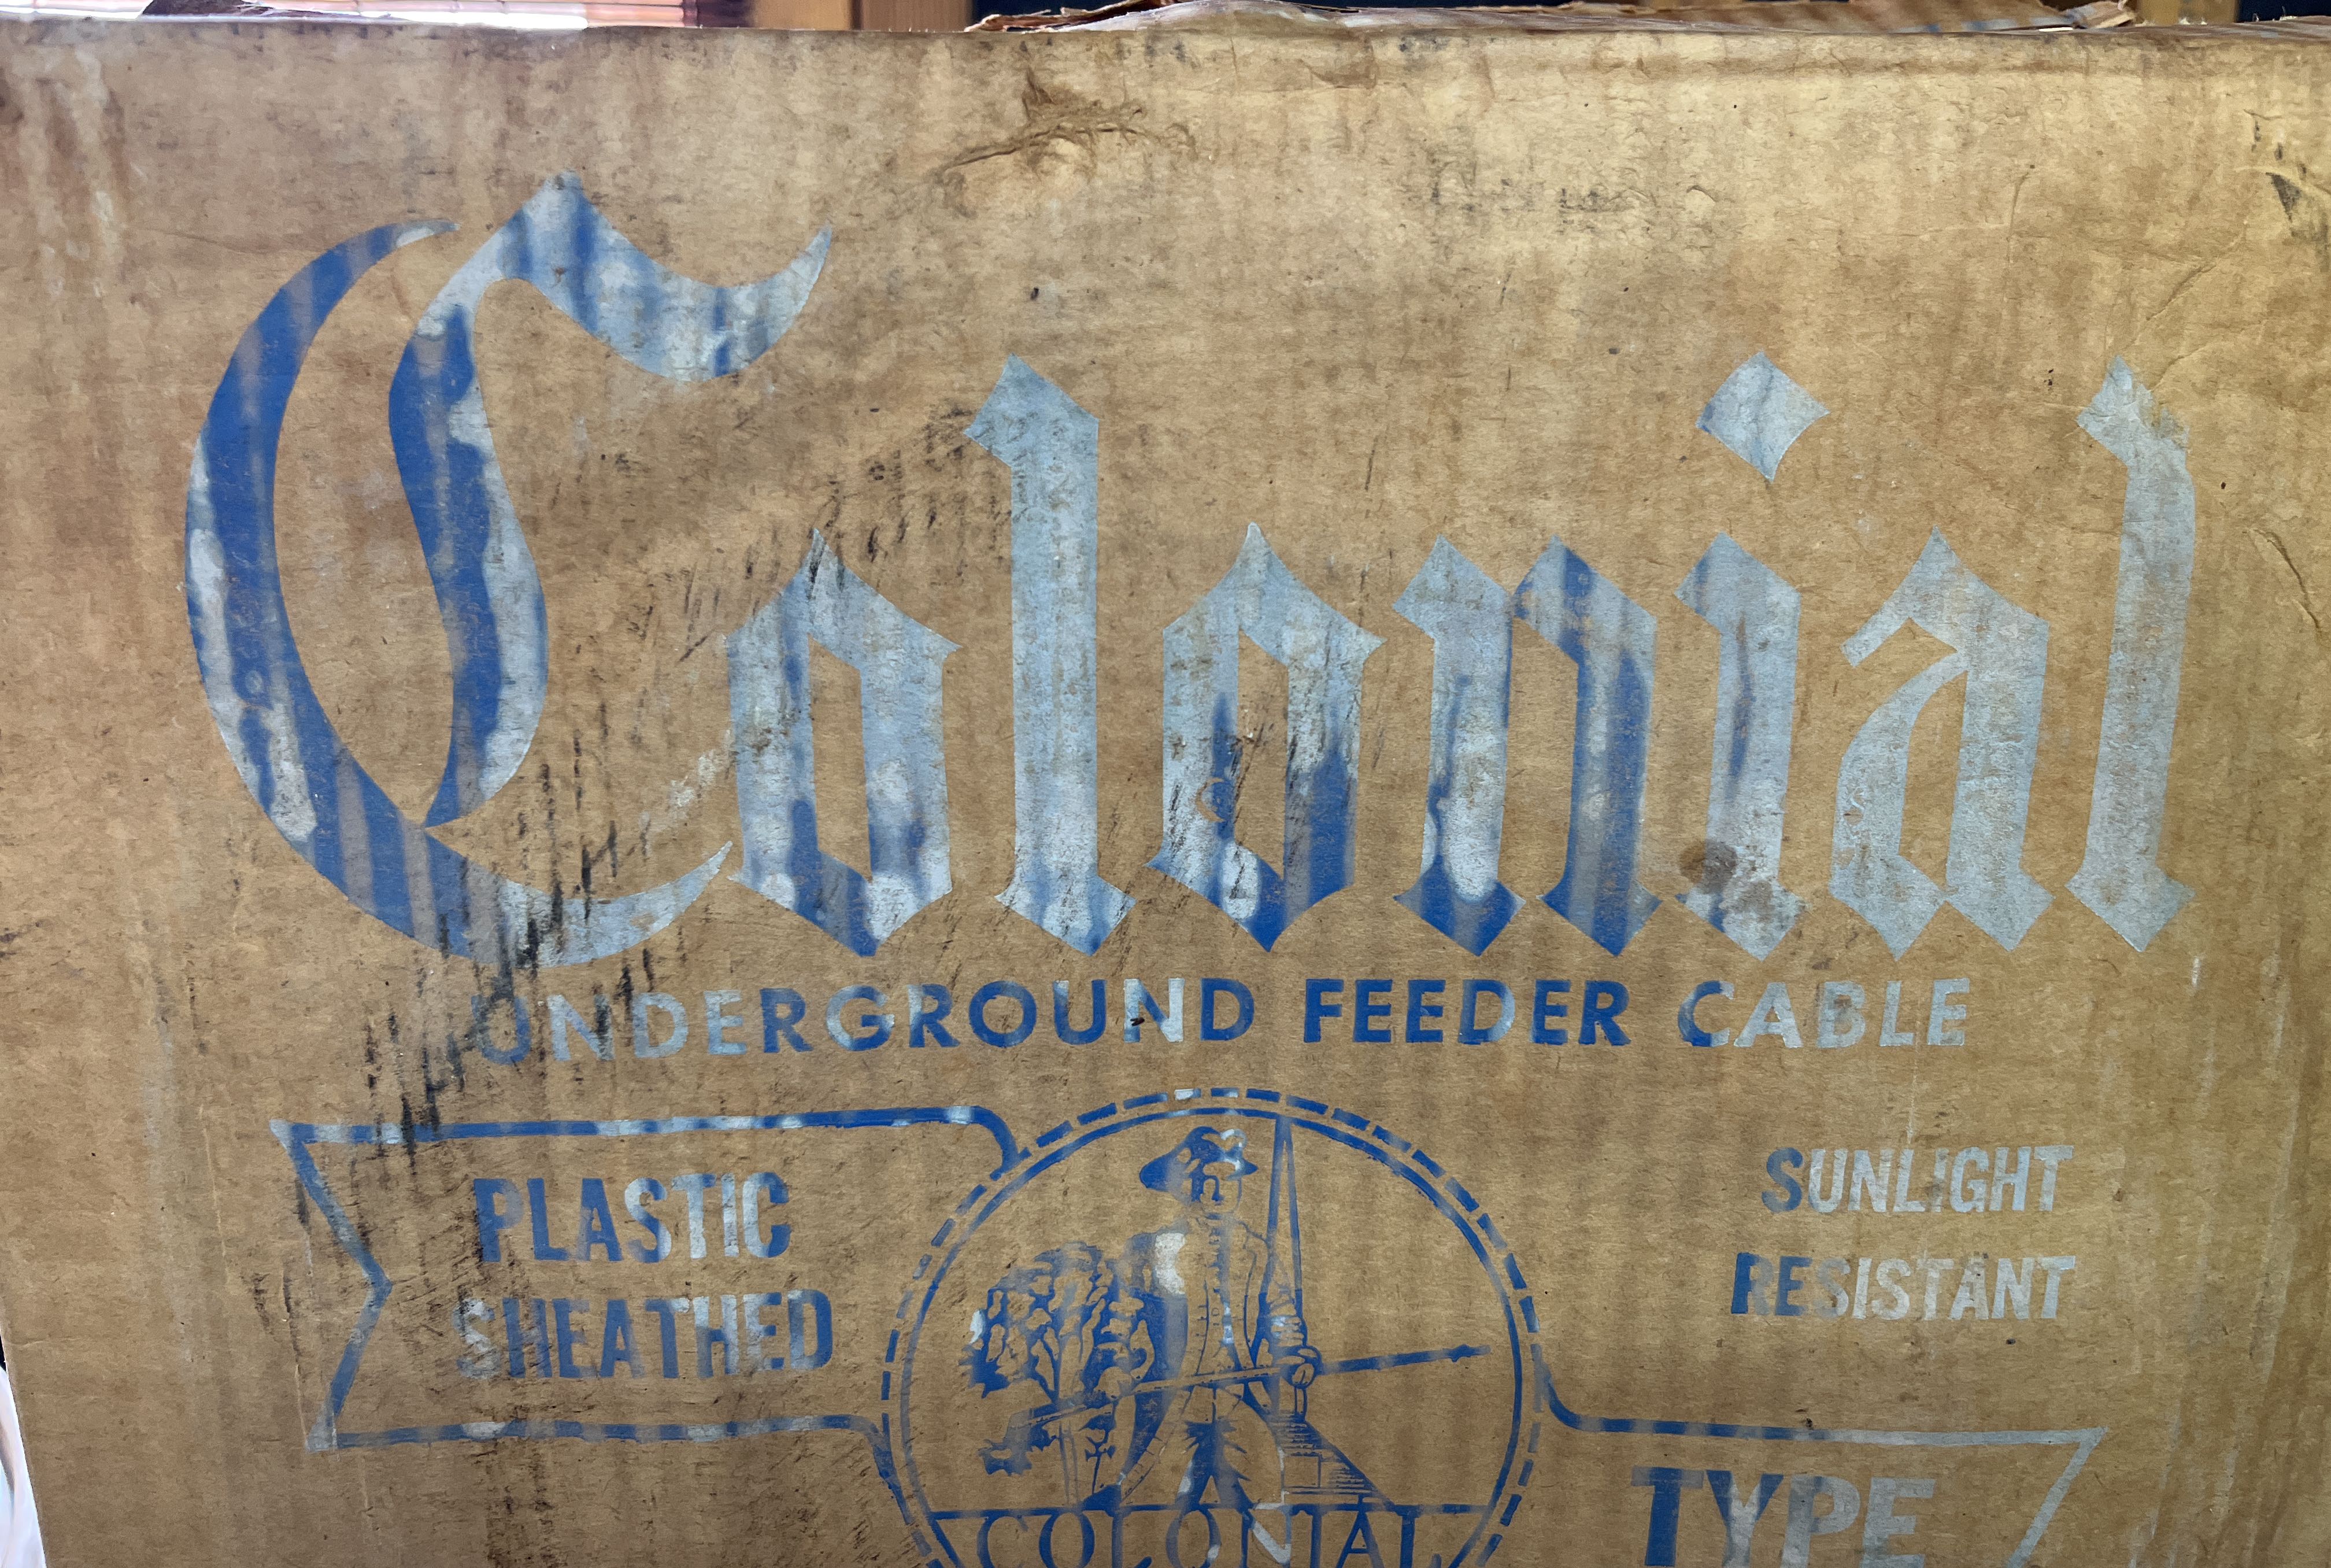 Colonial
UNDERGROUND FEEDER CABLE
PLASTIC
SHEATHED
SUNLIGHT
RESISTANT
COLONIAL
TYPE